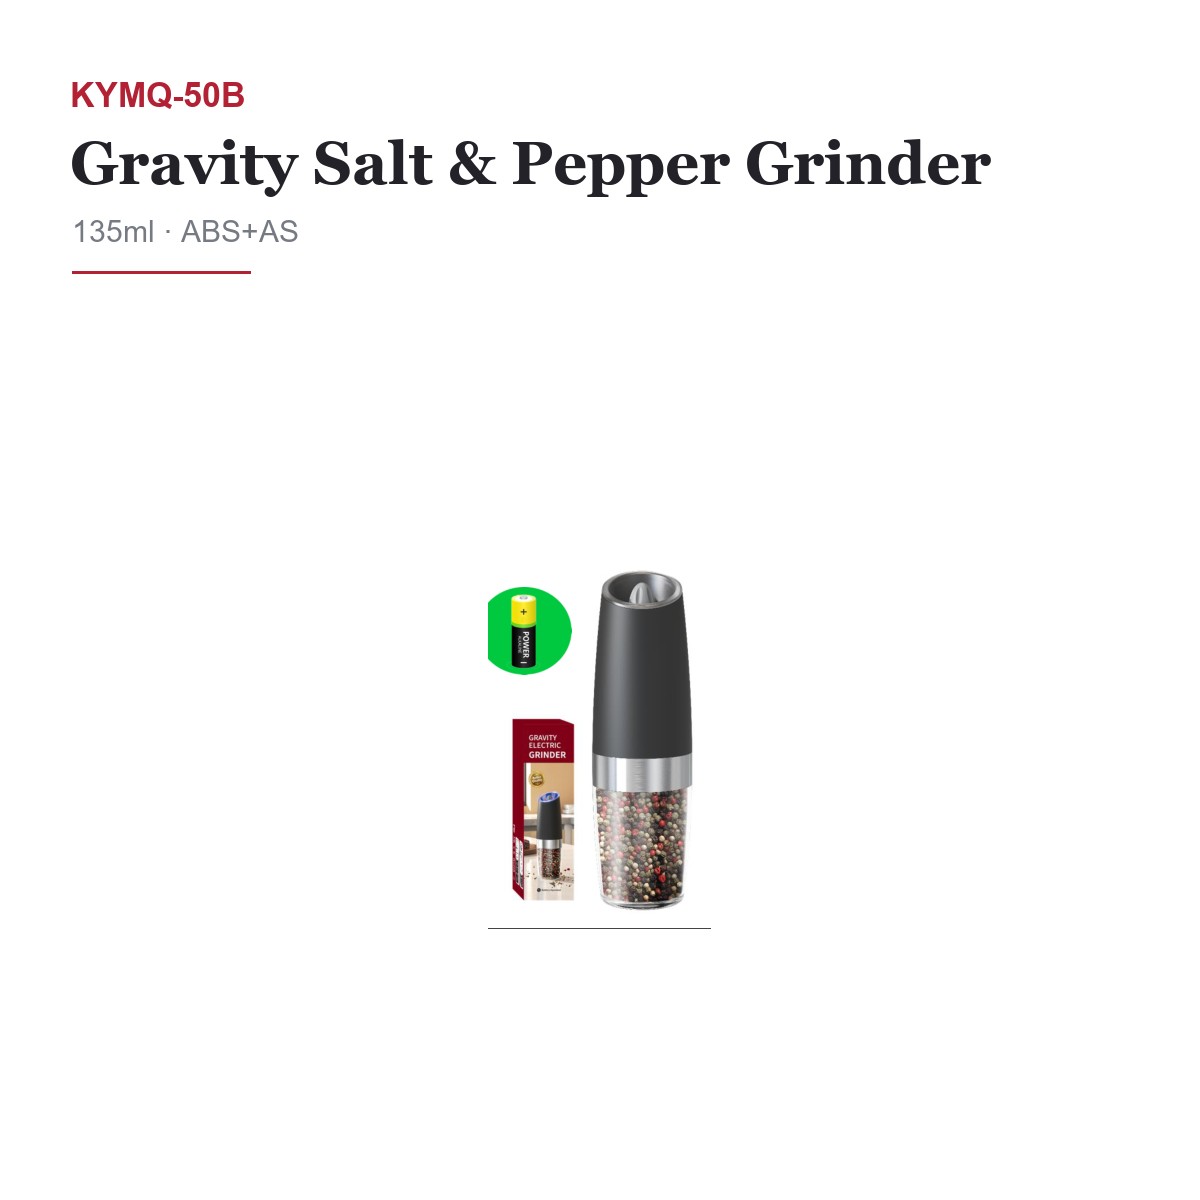 KYMQ-50B
Gravity Salt & Pepper Grinder
135ml · ABS+AS
+
POWER
GRAVITY
ELECTRIC
GRINDER